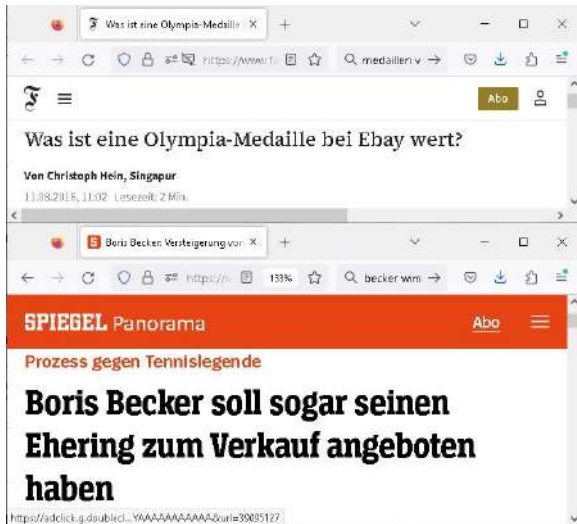 Was ist eine Olympia-Medaille
medaillen v
Abo
Was ist eine Olympia-Medaille bei Ebay wert?
Von Christoph Hein, Singapur
11.08.2016, 11:02 Lesezeit: 2 Min.
Boris Becker: Versteigerung von
https:// 133% becker wim
SPIEGEL Panorama Abo
Prozess gegen Tennislegende
Boris Becker soll sogar seinen
Ehering zum Verkauf angeboten
haben